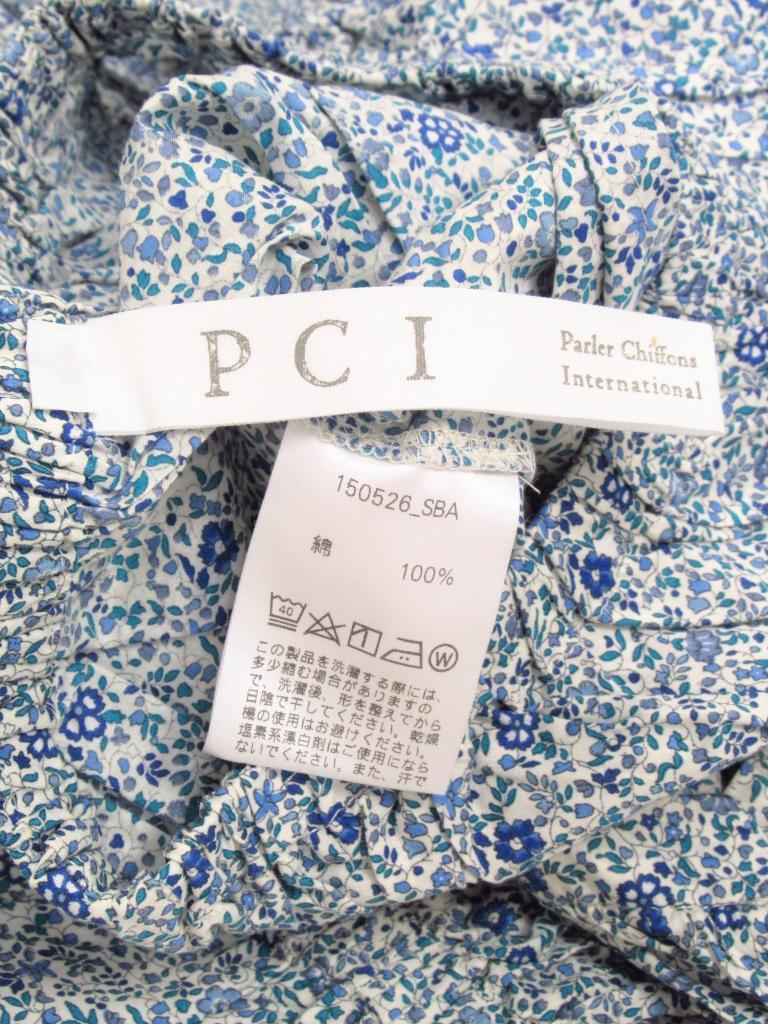 P C I
Parler Chiffons
International
150526_SBA
綿
100%
40
W
この製品を洗濯する際には、
多少縮む場合がありますの
で、洗濯後、形を整えてから
日陰で干してください。乾燥
機の使用はお避けください。
塩素系漂白剤はご使用になら
ないでください。また、汗で